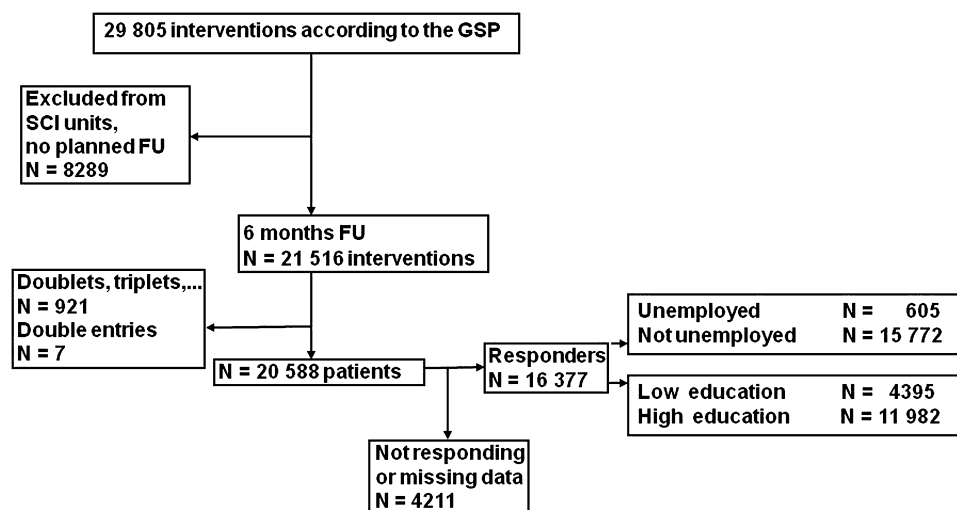 29 805 interventions according to the GSP
Excluded from
SCI units,
no planned FU
N = 8289
6 months FU
N = 21 516 interventions
Doublets, triplets,...
N = 921
Double entries
N = 7
N = 20 588 patients
Responders
N = 16 377
Unemployed N = 605
Not unemployed N = 15 772
Low education N = 4395
High education N = 11 982
Not responding
or missing data
N = 4211